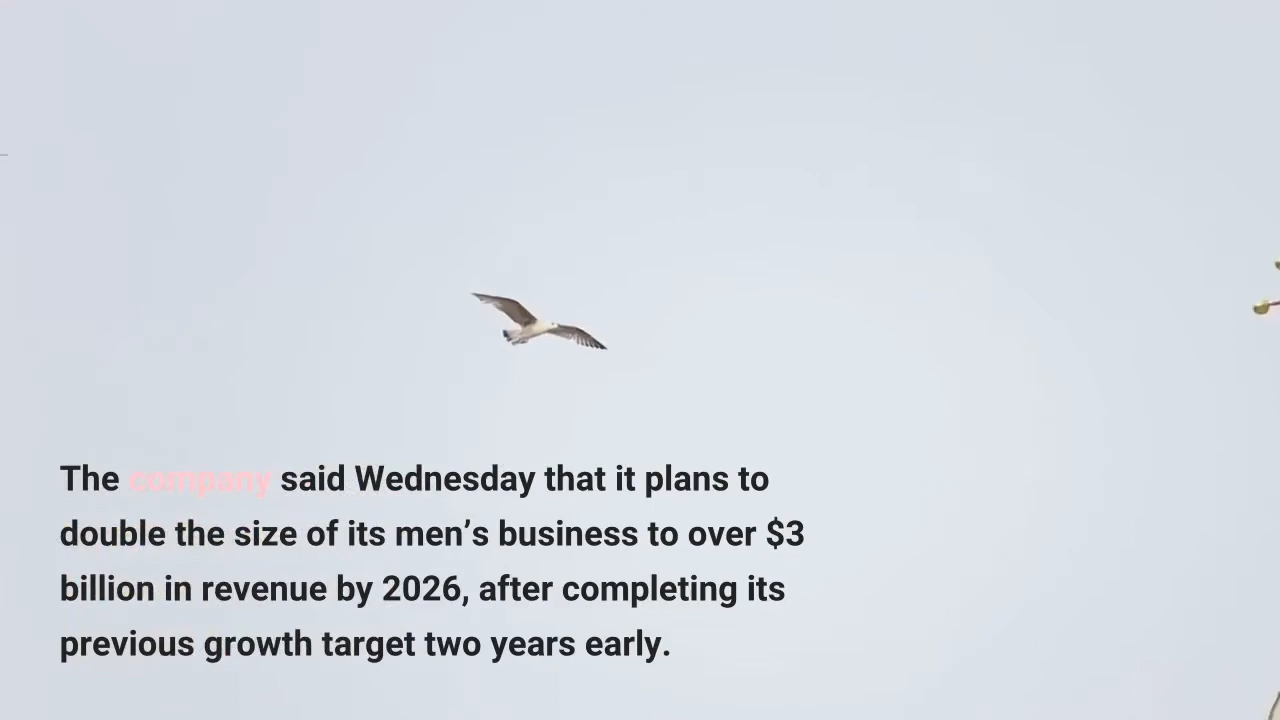 The company said Wednesday that it plans to
double the size of its men’s business to over $3
billion in revenue by 2026, after completing its
previous growth target two years early.